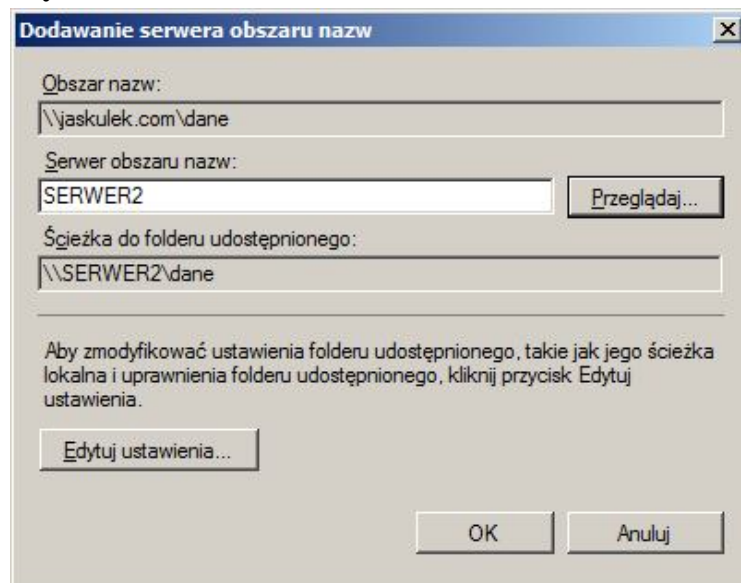 Dodawanie serwera obszaru nazw
Obszar nazw:
\\jaskulek.com\dane
Serwer obszaru nazw:
SERWER2
Przeglądaj...
Ścieżka do folderu udostępnionego:
\\SERWER2\dane
Aby zmodyfikować ustawienia folderu udostępnionego, takie jak jego ścieżka
lokalna i uprawnienia folderu udostępnionego, kliknij przycisk Edytuj
ustawienia.
Edytuj ustawienia...
OK
Anuluj